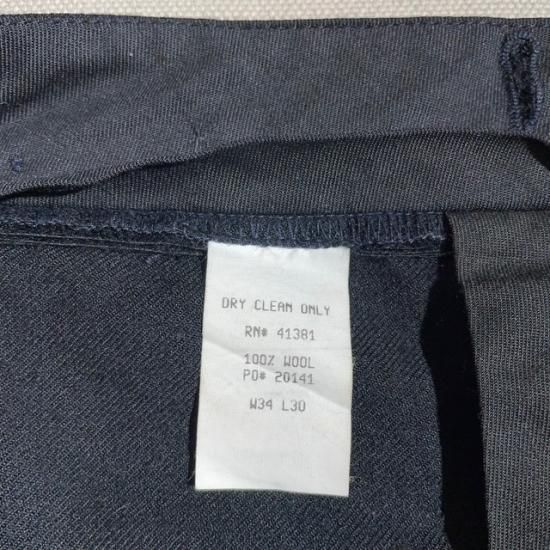 DRY CLEAN ONLY
RN# 41381
100% WOOL
PO# 20141
W34 L30